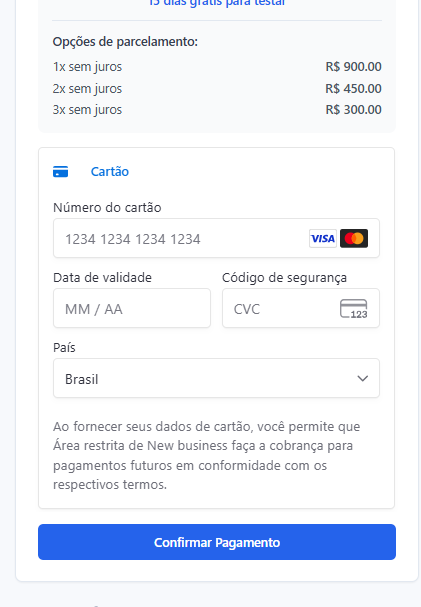 15 dias grátis para testar
Opções de parcelamento:
1x sem juros R$ 900.00
2x sem juros R$ 450.00
3x sem juros R$ 300.00
Cartão
Número do cartão
1234 1234 1234 1234 VISA
Data de validade Código de segurança
MM / AA CVC 123
País
Brasil
Ao fornecer seus dados de cartão, você permite que
Área restrita de New business faça a cobrança para
pagamentos futuros em conformidade com os
respectivos termos.
Confirmar Pagamento